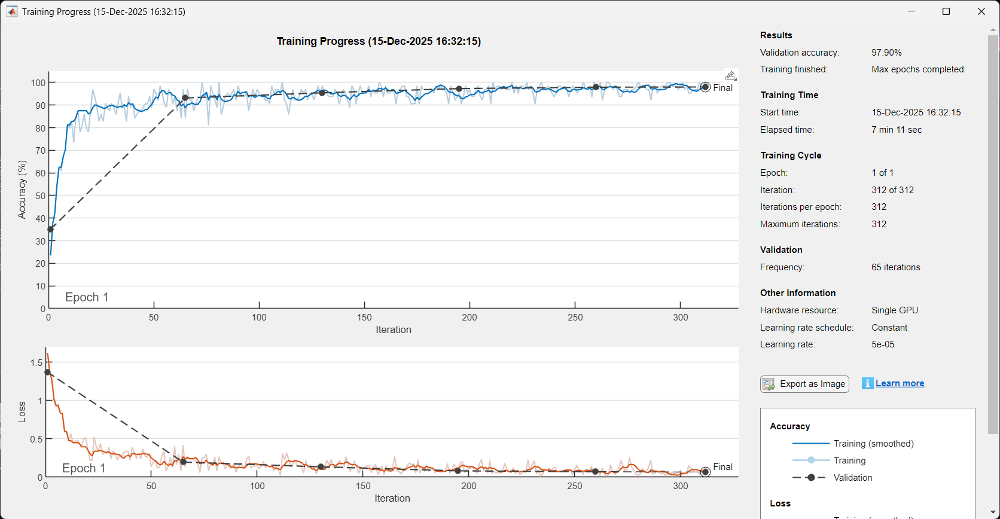 Training Progress (15-Dec-2025 16:32:15)
Training Progress (15-Dec-2025 16:32:15)
Accuracy (%)
100
90
80
70
60
50
40
30
20
10
0
Epoch 1
Final
0 50 100 150 200 250 300
Iteration
Loss
1.5
1
0.5
0
Epoch 1
Final
0 50 100 150 200 250 300
Iteration
Results
Validation accuracy: 97.90%
Training finished: Max epochs completed
Training Time
Start time: 15-Dec-2025 16:32:15
Elapsed time: 7 min 11 sec
Training Cycle
Epoch: 1 of 1
Iteration: 312 of 312
Iterations per epoch: 312
Maximum iterations: 312
Validation
Frequency: 65 iterations
Other Information
Hardware resource: Single GPU
Learning rate schedule: Constant
Learning rate: 5e-05
Export as Image
Learn more
Accuracy
Training (smoothed)
Training
Validation
Loss